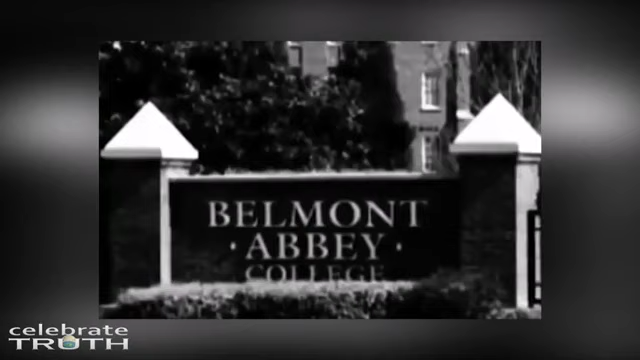 BELMONT
· ABBEY ·
COLLEGE
celebrate
TRUTH